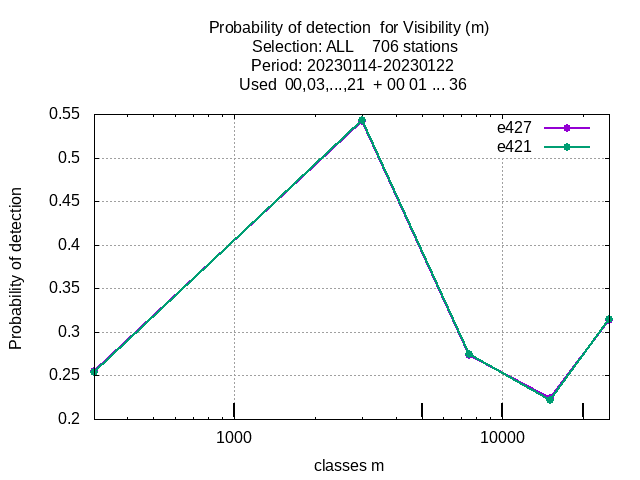 Probability of detection  for Visibility (m)
Selection: ALL    706 stations
Period: 20230114-20230122
Used  00,03,...,21  + 00 01 ... 36
e427
e421
Probability of detection
0.55
0.5
0.45
0.4
0.35
0.3
0.25
0.2
1000
10000
classes m